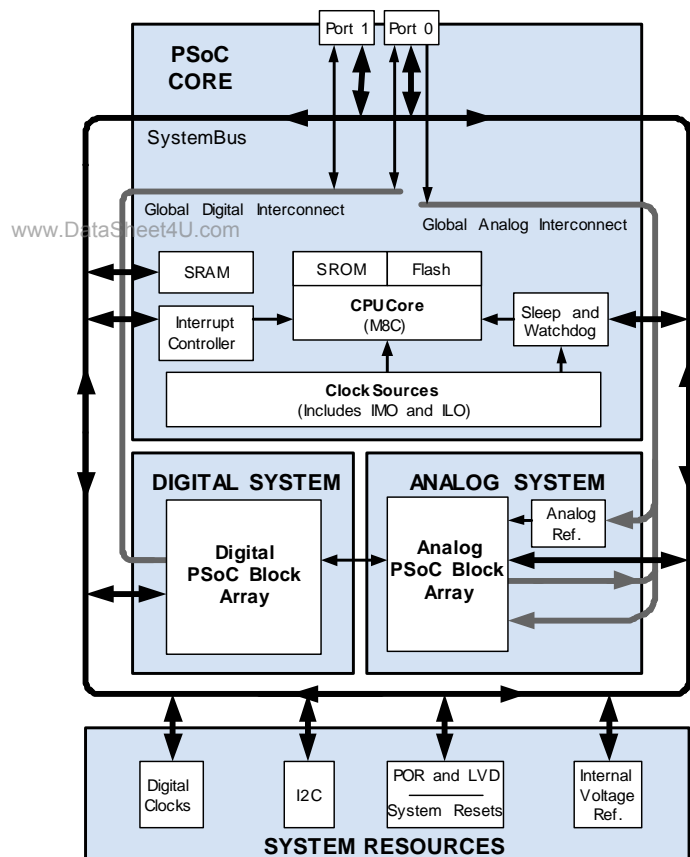 Port 1
Port 0
PSoC
CORE
SystemBus
Global Digital Interconnect
Global Analog Interconnect
www.DataSheet4U.com
SRAM
SROM
Flash
CPUCore
(M8C)
Interrupt
Controller
Sleep and
Watchdog
ClockSources
(Includes IMO and ILO)
DIGITAL SYSTEM
ANALOG SYSTEM
Digital
PSoC Block
Array
Analog
PSoC Block
Array
Analog
Ref.
Digital
Clocks
I2C
POR and LVD
System Resets
Internal
Voltage
Ref.
SYSTEM RESOURCES